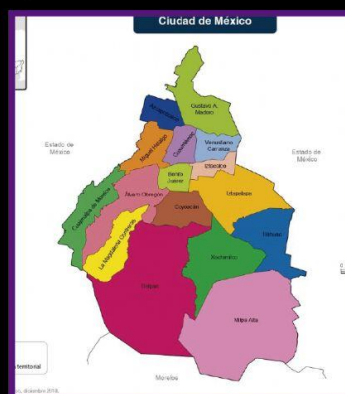 Ciudad de México
Gustavo A.
Madero
Azcapotzalco
Miguel Hidalgo
Cuauhtémoc
Venustiano
Carranza
Estado de
México
Estado de
México
Iztacalco
Benito
Juárez
Álvaro Obregón
Iztapalapa
Cuajimalpa de Morelos
Coyoacán
La Magdalena Contreras
Tláhuac
Xochimilco
Tlalpan
Milpa Alta
territorial
Morelos
diciembre 2018.